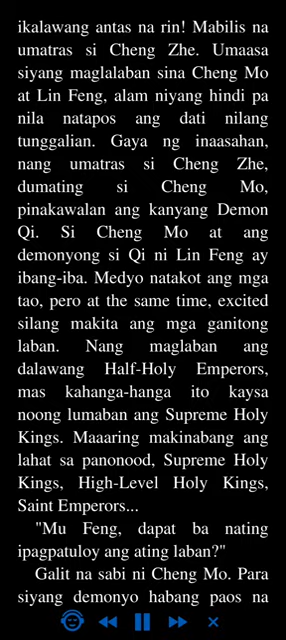 ikalawang antas na rin! Mabilis na
umatras si Cheng Zhe. Umaasa
siyang maglalaban sina Cheng Mo
at Lin Feng, alam niyang hindi pa
nila natapos ang dati nilang
tunggalian. Gaya ng inaasahan,
nang umatras si Cheng Zhe,
dumating si Cheng Mo,
pinakawalan ang kanyang Demon
Qi. Si Cheng Mo at ang
demonyong si Qi ni Lin Feng ay
ibang-iba. Medyo natakot ang mga
tao, pero at the same time, excited
silang makita ang mga ganitong
laban. Nang maglaban ang
dalawang Half-Holy Emperors,
mas kahanga-hanga ito kaysa
noong lumaban ang Supreme Holy
Kings. Maaaring makinabang ang
lahat sa panonood, Supreme Holy
Kings, High-Level Holy Kings,
Saint Emperors...
"Mu Feng, dapat ba nating
ipagpatuloy ang ating laban?"
Galit na sabi ni Cheng Mo. Para
siyang demonyo habang paos na